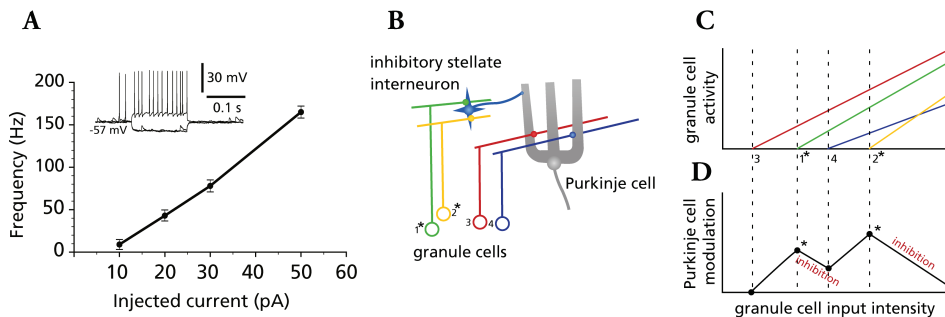 A
200
150
100
50
0
Frequency (Hz)
30 mV
0.1 s
-57 mV
10
20
30
40
50
60
Injected current (pA)
B
inhibitory stellate
interneuron
Purkinje cell
1*
2*
3
4
granule cells
C
granule cell
activity
3
1*
4
2*
D
Purkinje cell
modulation
*
inhibition
*
inhibition
granule cell input intensity